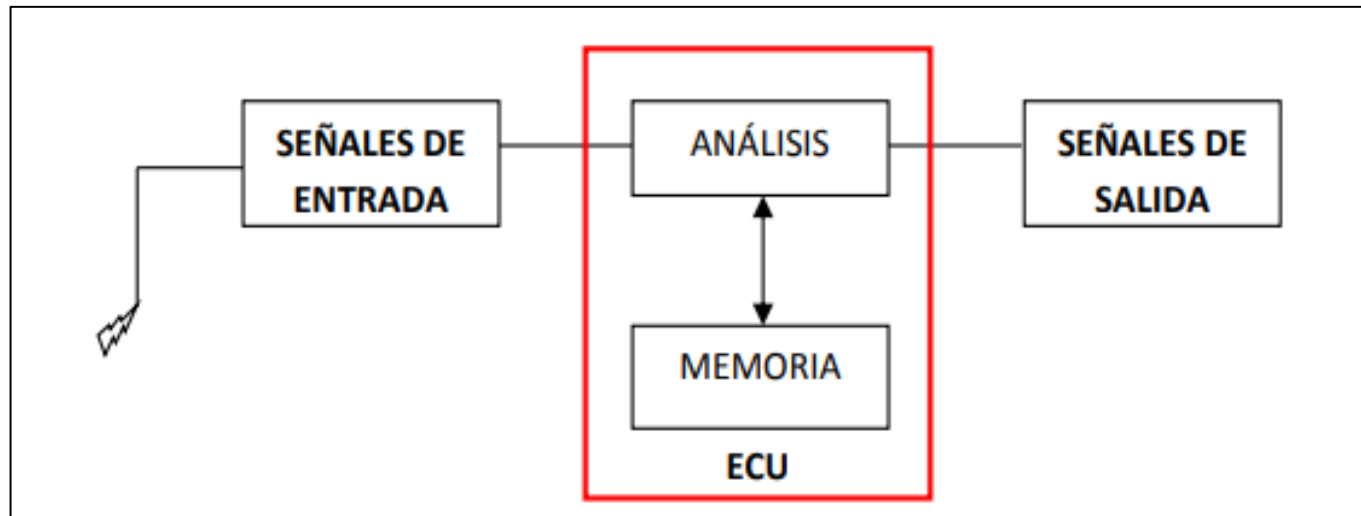 SEÑALES DE
ENTRADA
ANÁLISIS
SEÑALES DE
SALIDA
MEMORIA
ECU